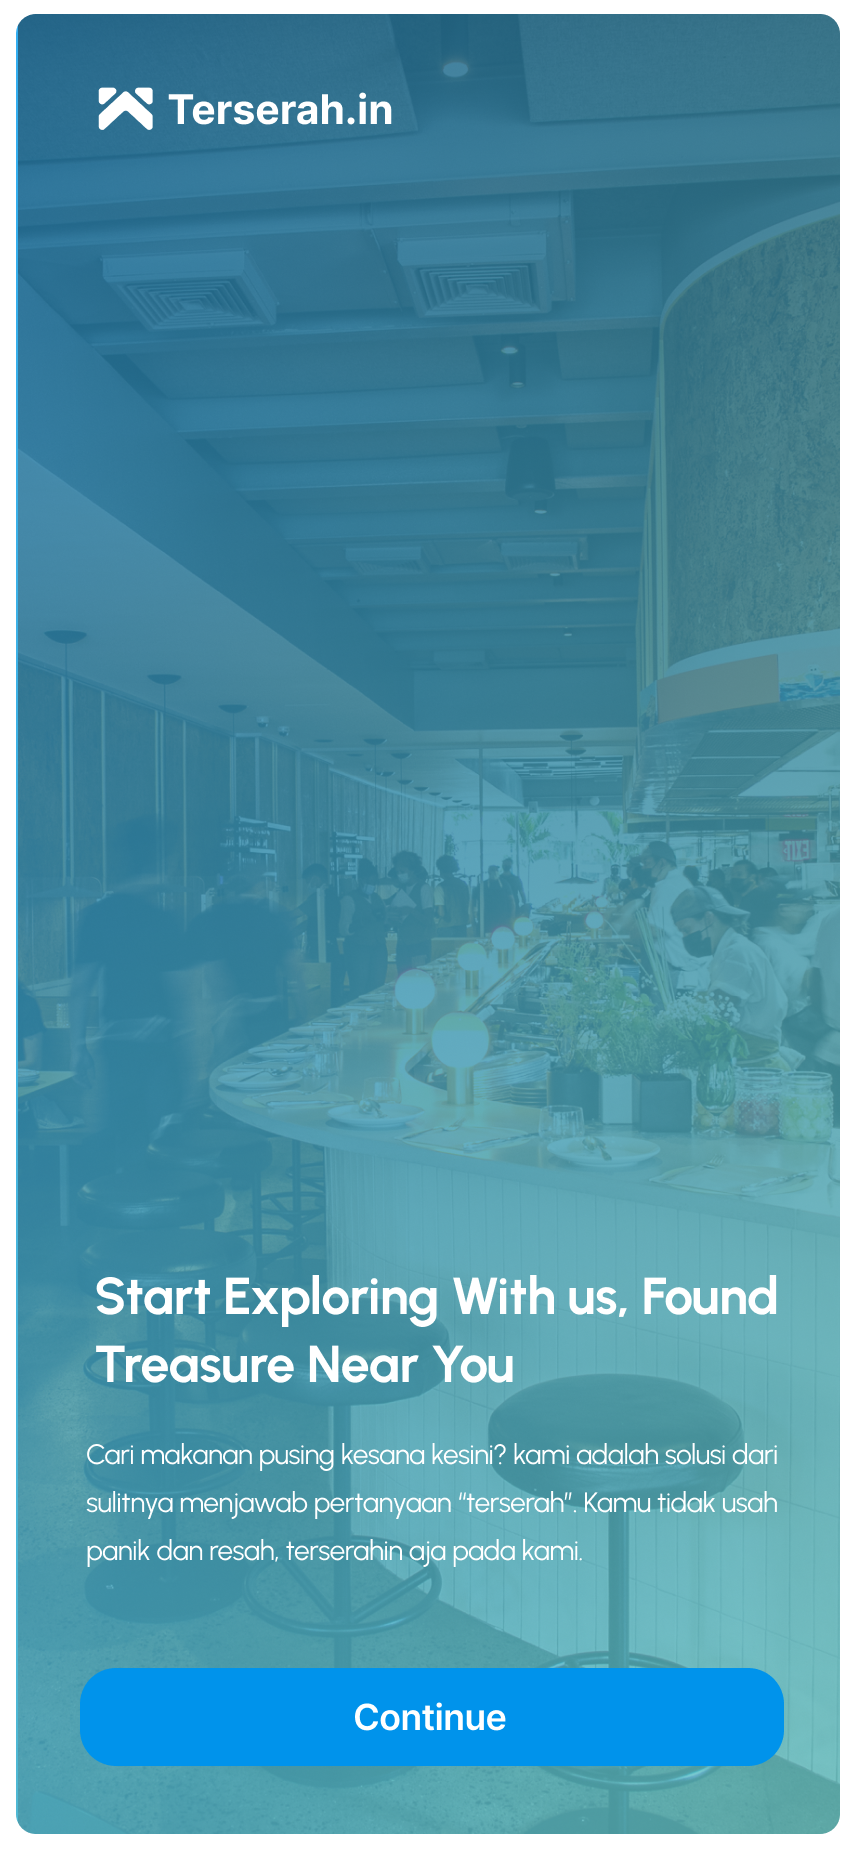 Terserah.in
EXIT
Start Exploring With us, Found
Treasure Near You
Cari makanan pusing kesana kesini? kami adalah solusi dari
sulitnya menjawab pertanyaan "terserah". Kamu tidak usah
panik dan resah, terserahin aja pada kami.
Continue